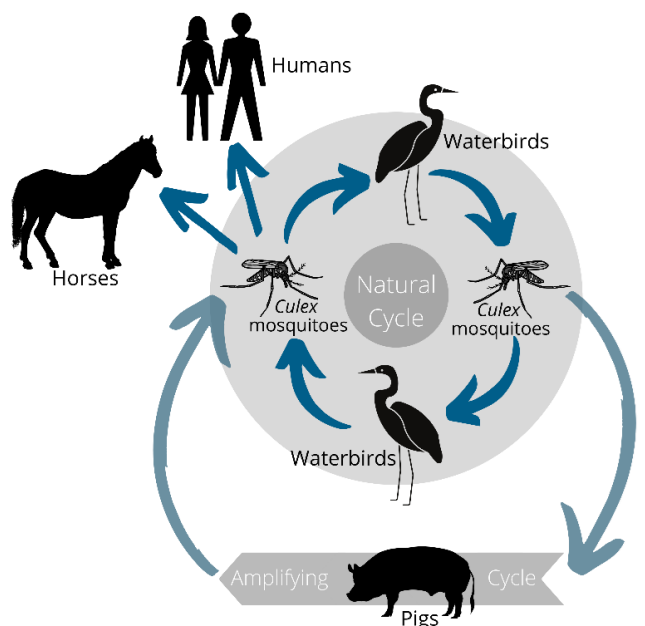 Humans
Waterbirds
Horses
Natural
Cycle
Culex
mosquitoes
Culex
mosquitoes
Waterbirds
Amplifying Cycle
Pigs